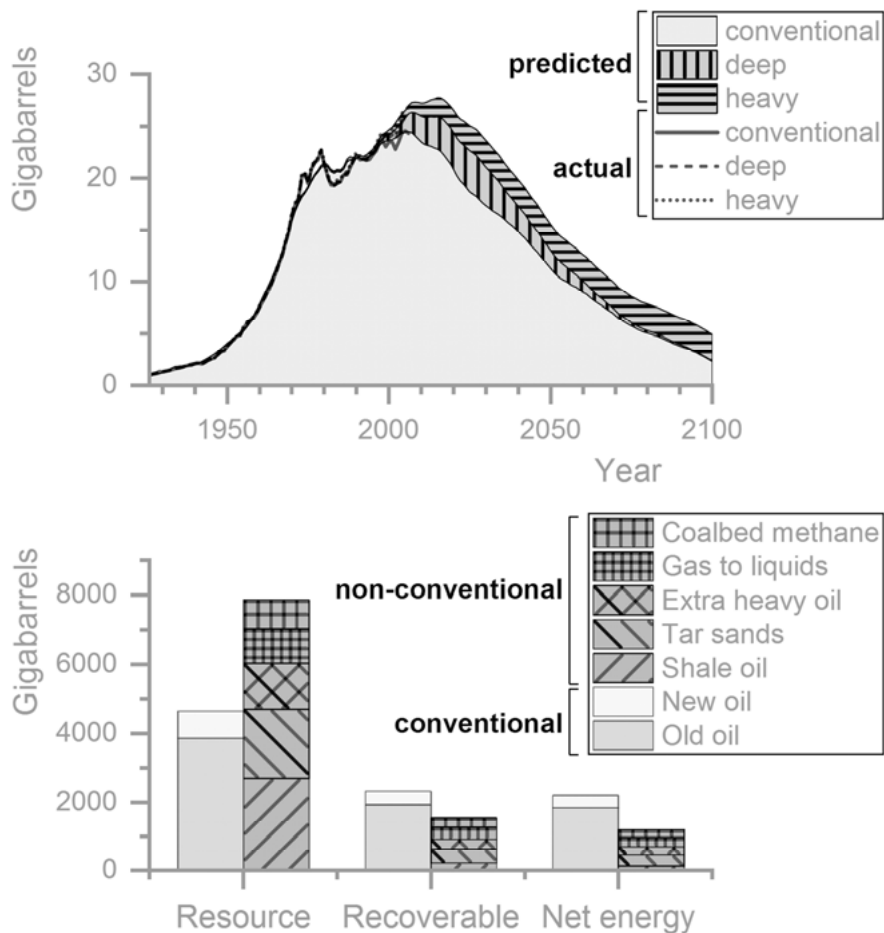 conventional
predicted
deep
heavy
conventional
actual
deep
heavy
Gigabarrels
30
20
10
0
1950
2000
2050
2100
Year
Coalbed methane
non-conventional
Gas to liquids
Extra heavy oil
Tar sands
Shale oil
conventional
New oil
Old oil
Gigabarrels
8000
6000
4000
2000
0
Resource
Recoverable
Net energy